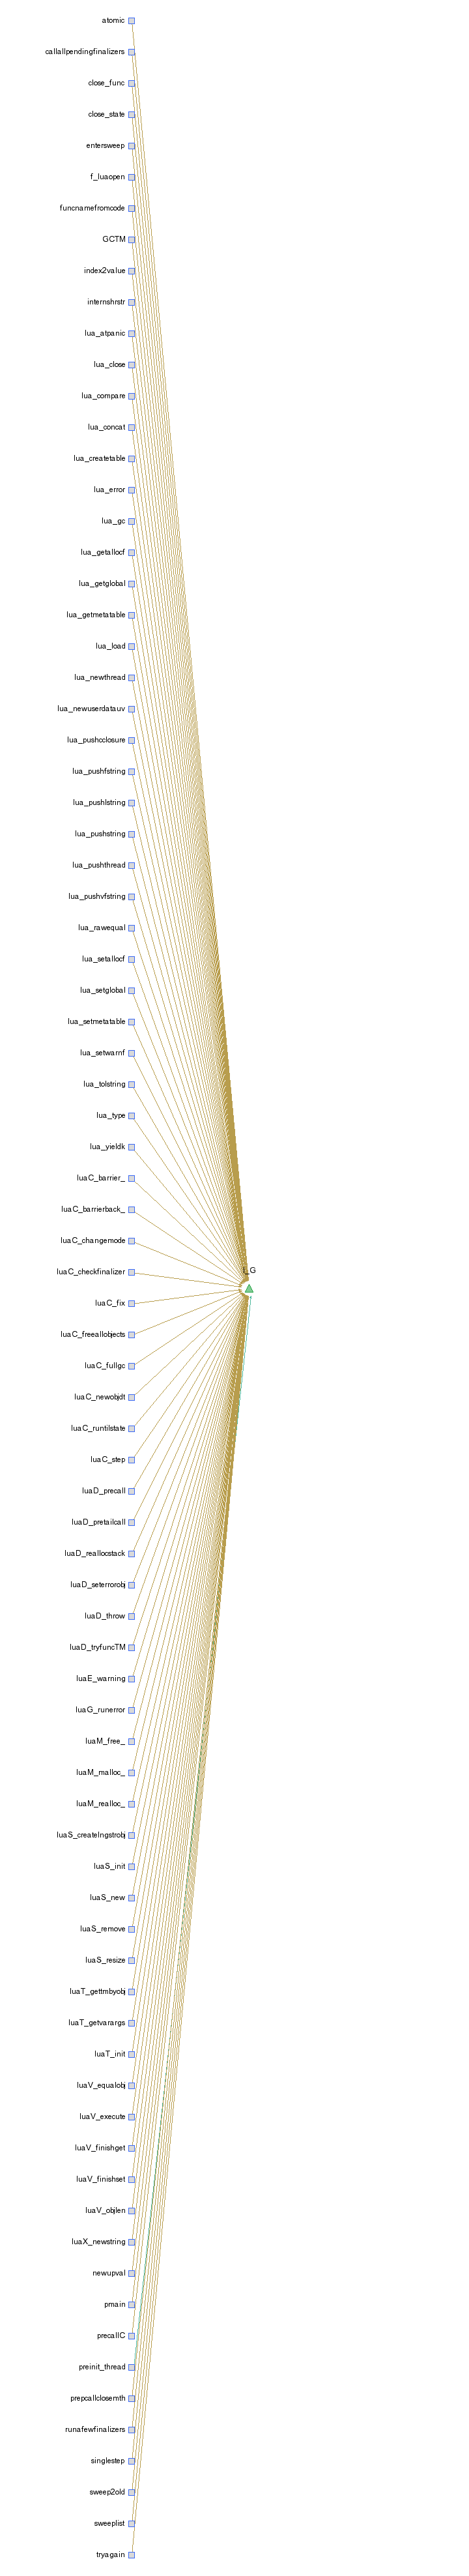 atomic
callallpendingfinalizers
close_func
close_state
entersweep
f_luaopen
funcnamefromcode
GCTM
index2value
internshrstr
lua_atpanic
lua_close
lua_compare
lua_concat
lua_createtable
lua_error
lua_gc
lua_getallocf
lua_getglobal
lua_getmetatable
lua_load
lua_newthread
lua_newuserdatauv
lua_pushcclosure
lua_pushfstring
lua_pushlstring
lua_pushstring
lua_pushthread
lua_pushvfstring
lua_rawequal
lua_setallocf
lua_setglobal
lua_setmetatable
lua_setwarnf
lua_tolstring
lua_type
lua_yieldk
luaC_barrier_
luaC_barrierback_
luaC_changemode
luaC_checkfinalizer
l_G
luaC_fix
luaC_freeallobjects
luaC_fullgc
luaC_newobjdt
luaC_runtilstate
luaC_step
luaD_precall
luaD_pretailcall
luaD_reallocstack
luaD_seterrorobj
luaD_throw
luaD_tryfuncTM
luaE_warning
luaG_runerror
luaM_free_
luaM_malloc_
luaM_realloc_
luaS_createlngstrobj
luaS_init
luaS_new
luaS_remove
luaS_resize
luaT_gettmbyobj
luaT_getvarargs
luaT_init
luaV_equalobj
luaV_execute
luaV_finishget
luaV_finishset
luaV_objlen
luaX_newstring
newupval
pmain
precallC
preinit_thread
prepcallclosemth
runafewfinalizers
singlestep
sweep2old
sweeplist
tryagain